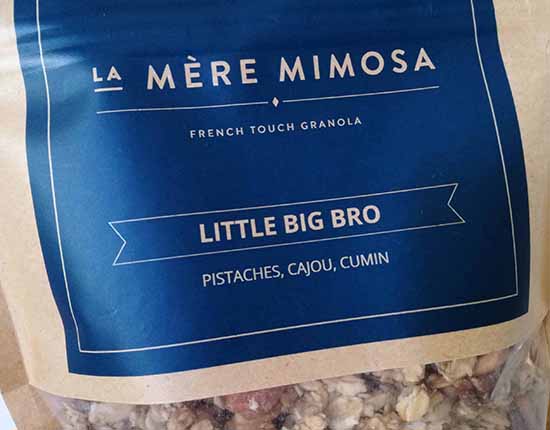 LA MÈRE MIMOSA
FRENCH TOUCH GRANOLA
LITTLE BIG BRO
PISTACHES, CAJOU, CUMIN